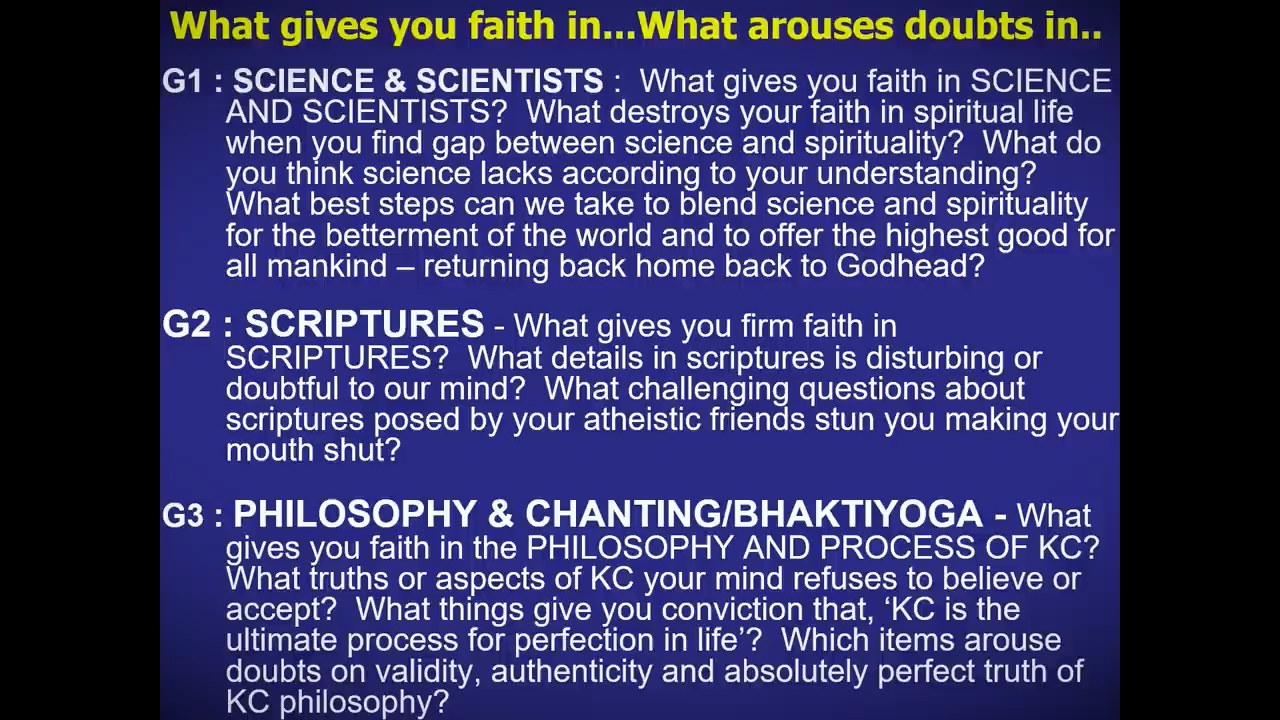 What gives you faith in...What arouses doubts in..
G1 : SCIENCE & SCIENTISTS : What gives you faith in SCIENCE
AND SCIENTISTS? What destroys your faith in spiritual life
when you find gap between science and spirituality? What do
you think science lacks according to your understanding?
What best steps can we take to blend science and spirituality
for the betterment of the world and to offer the highest good for
all mankind – returning back home back to Godhead?
G2 : SCRIPTURES - What gives you firm faith in
SCRIPTURES? What details in scriptures is disturbing or
doubtful to our mind? What challenging questions about
scriptures posed by your atheistic friends stun you making your
mouth shut?
G3 : PHILOSOPHY & CHANTING/BHAKTIYOGA - What
gives you faith in the PHILOSOPHY AND PROCESS OF KC?
What truths or aspects of KC your mind refuses to believe or
accept? What things give you conviction that, ‘KC is the
ultimate process for perfection in life’? Which items arouse
doubts on validity, authenticity and absolutely perfect truth of
KC philosophy?